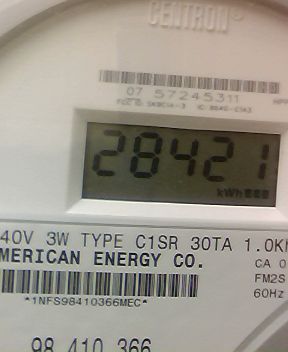 CENTRON®
07 57245311
28421
kWh
40V 3W TYPE C1SR 30TA 1.0K
MERICAN ENERGY CO.
CA 0
FM2S
60Hz
*1NFS98410366MEC*
98 410 366